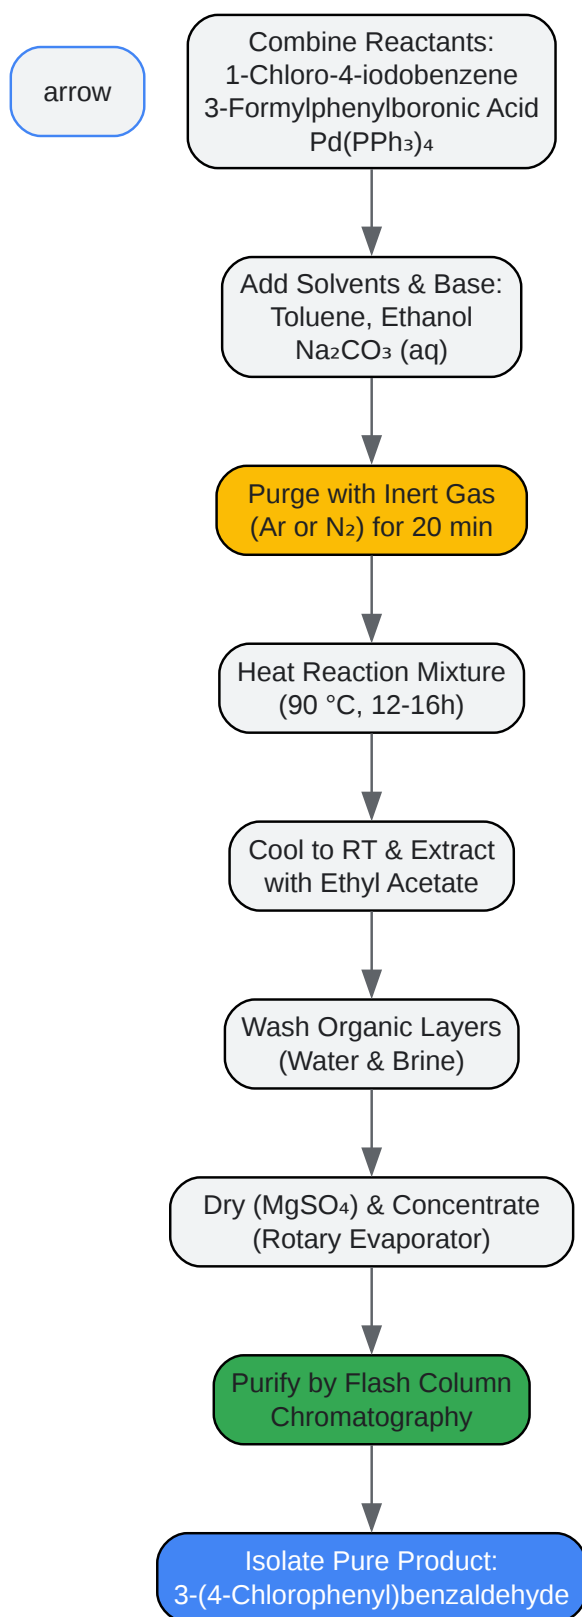 arrow
Combine Reactants:
1-Chloro-4-iodobenzene
3-Formylphenylboronic Acid
Pd(PPh₃)₄
Add Solvents & Base:
Toluene, Ethanol
Na₂CO₃ (aq)
Purge with Inert Gas
(Ar or N₂) for 20 min
Heat Reaction Mixture
(90 °C, 12-16h)
Cool to RT & Extract
with Ethyl Acetate
Wash Organic Layers
(Water & Brine)
Dry (MgSO₄) & Concentrate
(Rotary Evaporator)
Purify by Flash Column
Chromatography
Isolate Pure Product:
3-(4-Chlorophenyl)benzaldehyde